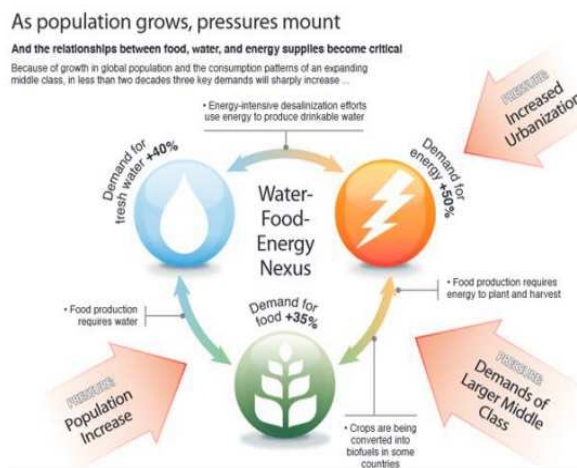 As population grows, pressures mount
And the relationships between food, water, and energy supplies become critical
Because of growth in global population and the consumption patterns of an expanding
middle class, in less than two decades three key demands will sharply increase ...
• Energy-intensive desalinization efforts
use energy to produce drinkable water
PRESSURE:
Increased
Urbanization
Demand for
fresh water +40%
Demand for
energy +50%
Water-
Food-
Energy
Nexus
• Food production
requires water
• Food production requires
energy to plant and harvest
Demand for
food +35%
PRESSURE:
Population
Increase
PRESSURE:
Demands of
Larger Middle
Class
• Crops are being
converted into
biofuels in some
countries